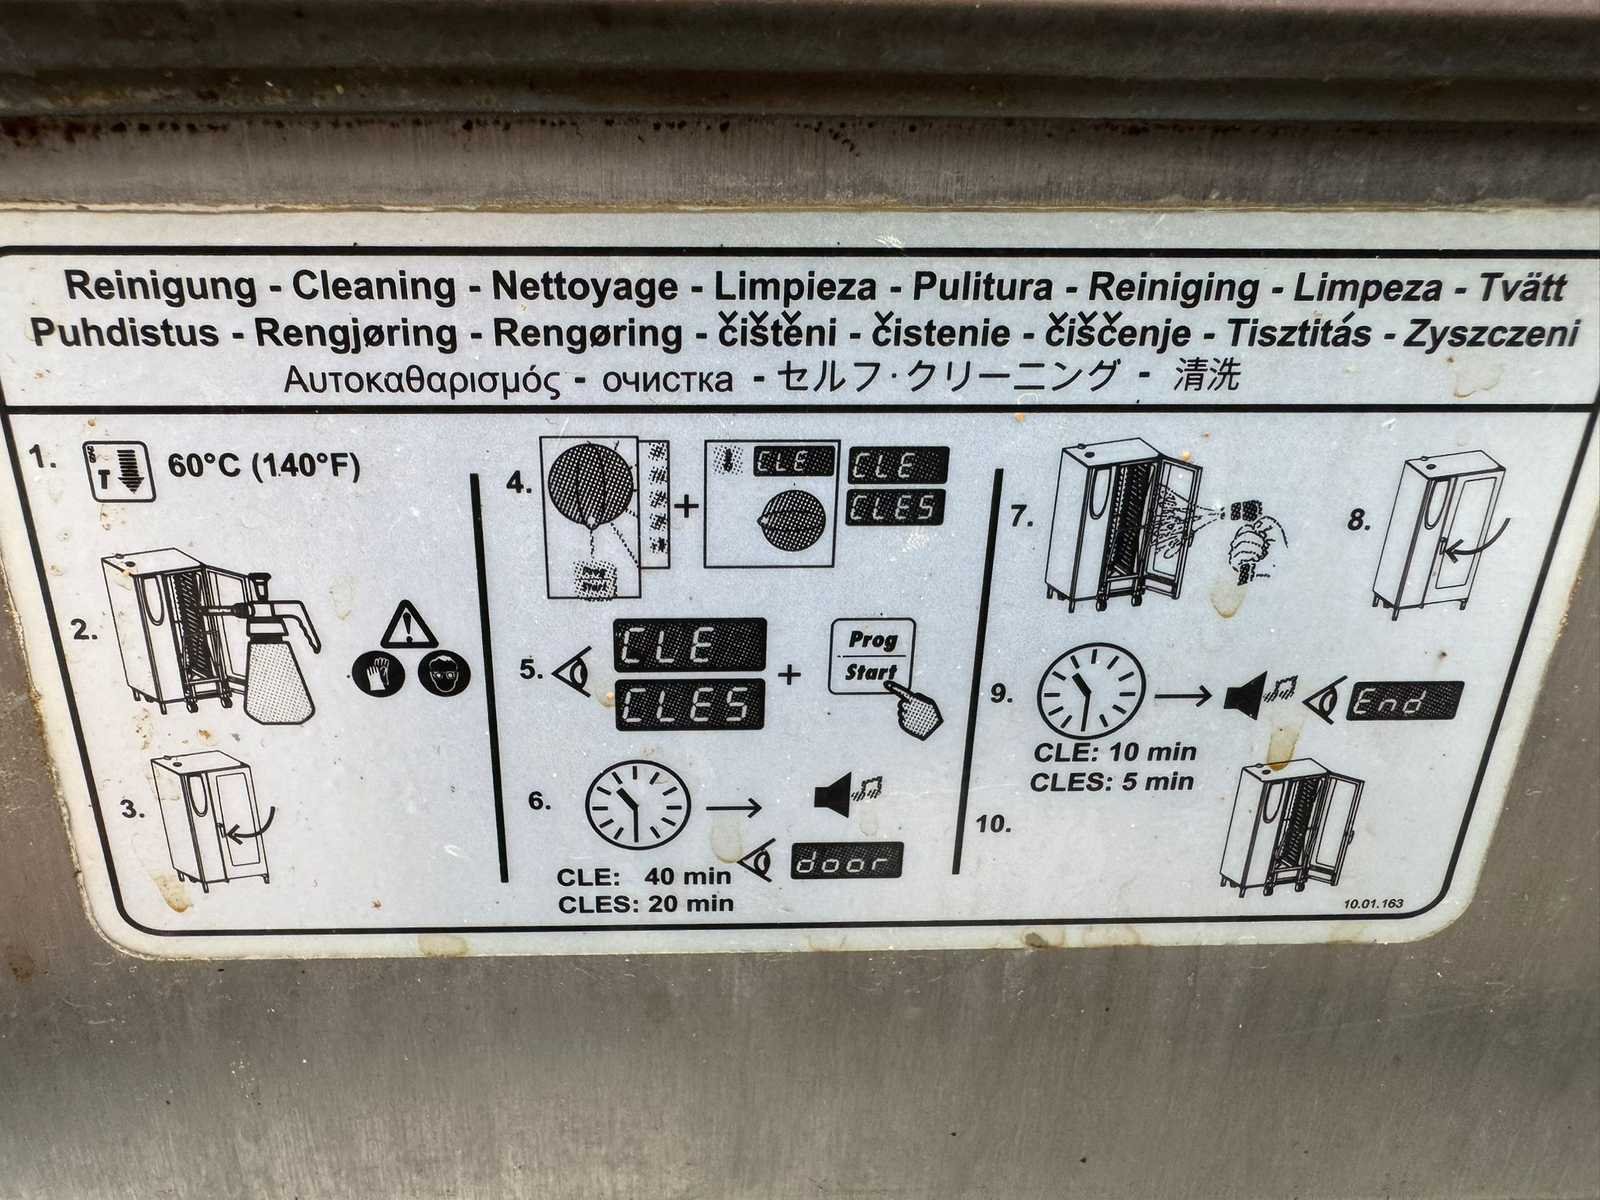 Reinigung - Cleaning - Nettoyage - Limpieza - Pulitura - Reiniging - Limpeza - Tvätt
Puhdistus - Rengjøring - Rengøring - čištěni - čistenie - čiščenje - Tisztitás - Zyszczeni
Αυτοκαθαρισμός - очистка - セルフ・クリーニング - 清洗
1. T 60°C (140°F)
2.
3.
4. + CLE CLE
CLES
5. CLE + Prog
CLES Start
6.
door
CLE: 40 min
CLES: 20 min
7.
8.
9. End
CLE: 10 min
CLES: 5 min
10.
10.01.163